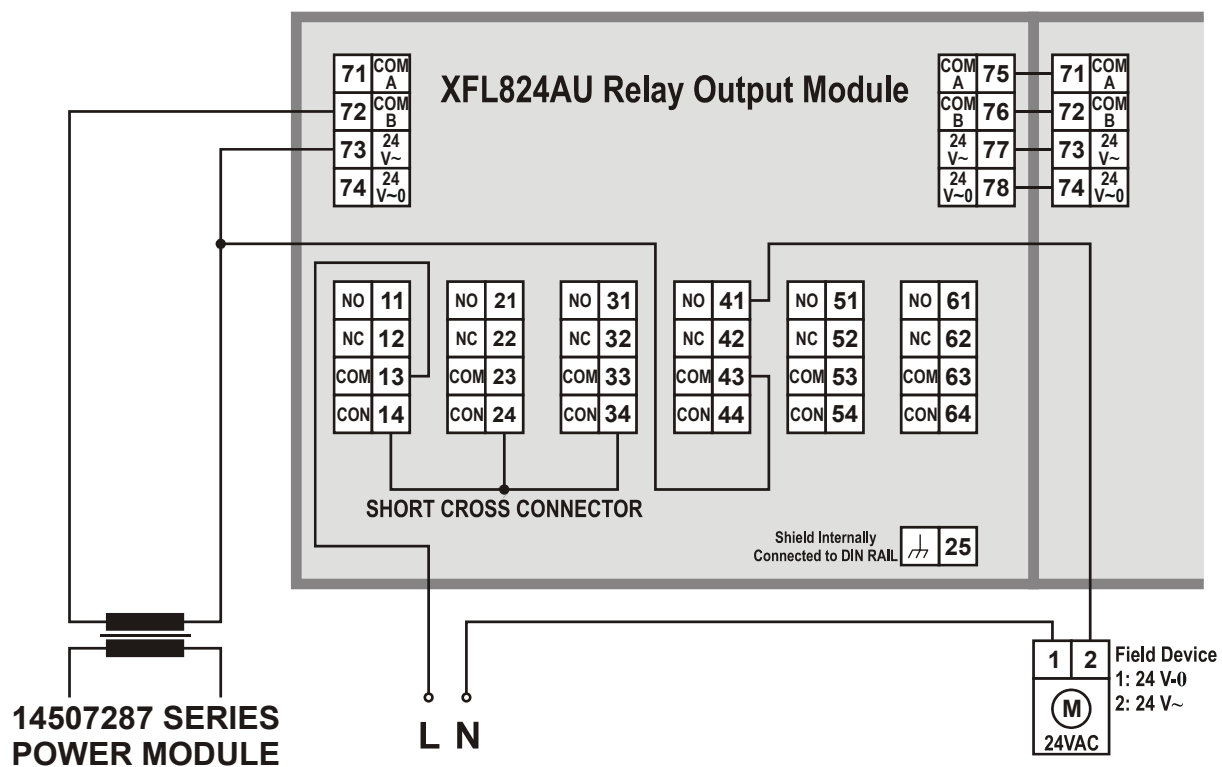 XFL824AU Relay Output Module
71 COM A
72 COM B
73 24 V~
74 24 V~0
COM A 75
COM B 76
24 V~ 77
24 V~0 78
71 COM A
72 COM B
73 24 V~
74 24 V~0
NO 11
NC 12
COM 13
CON 14
NO 21
NC 22
COM 23
CON 24
NO 31
NC 32
COM 33
CON 34
NO 41
NC 42
COM 43
CON 44
NO 51
NC 52
COM 53
CON 54
NO 61
NC 62
COM 63
CON 64
SHORT CROSS CONNECTOR
Shield Internally
Connected to DIN RAIL
25
14507287 SERIES
POWER MODULE
L N
1 2
M
24VAC
Field Device
1: 24 V-0
2: 24 V~